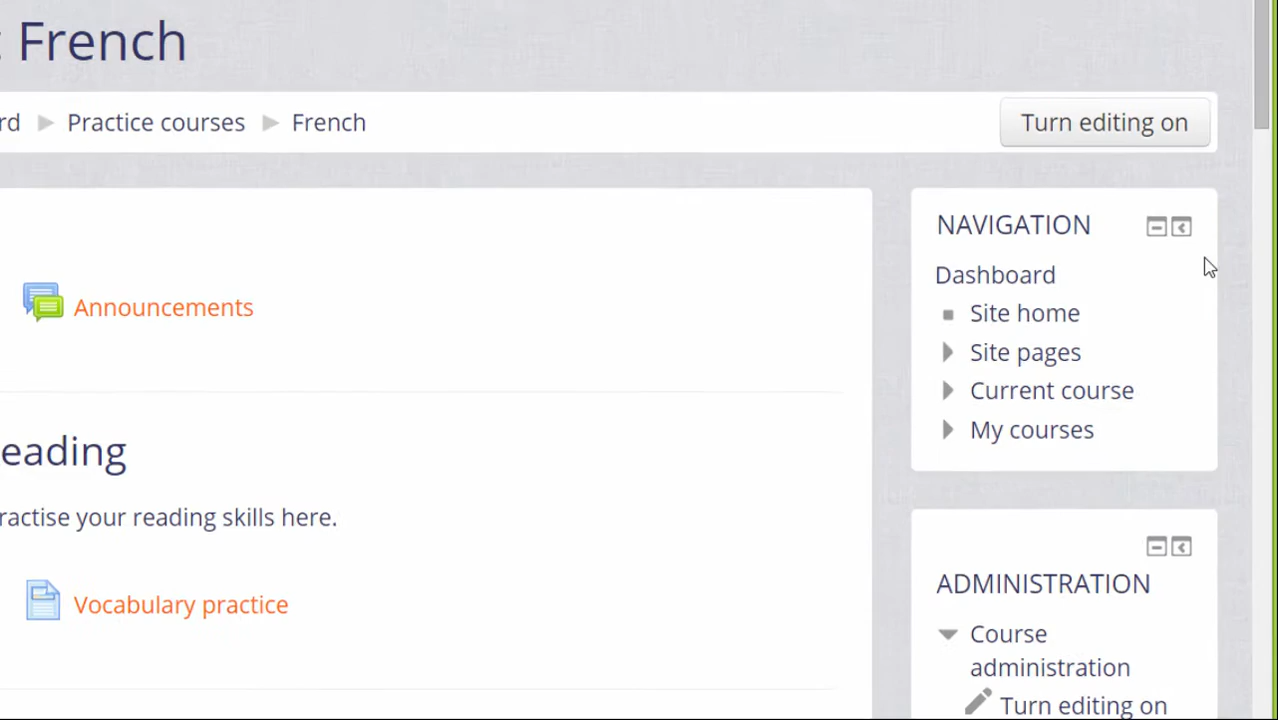 : French
rd Practice courses French
Turn editing on
Announcements
eading
ractise your reading skills here.
Vocabulary practice
NAVIGATION
Dashboard
Site home
Site pages
Current course
My courses
ADMINISTRATION
Course
administration
Turn editing on